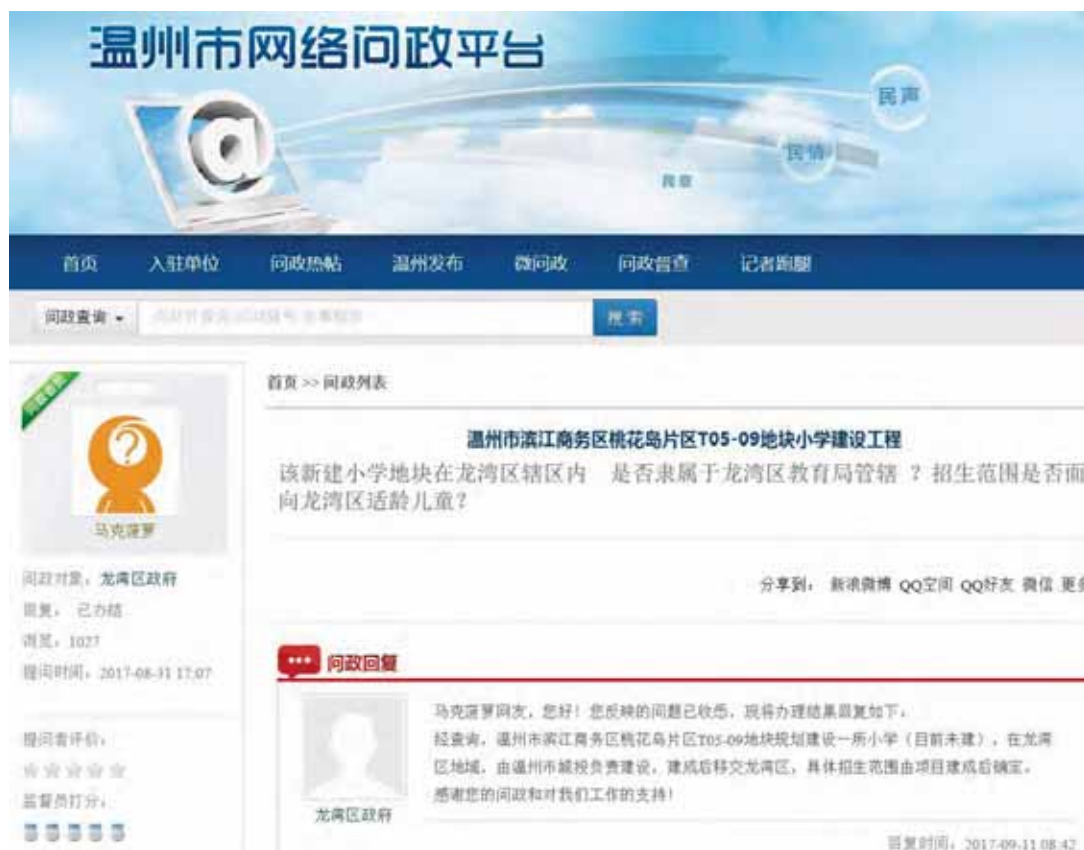 温州市网络问政平台
民声
民情
民意
首页 入驻单位 问政热帖 温州发布 微问政 问政督查 记者跑腿
问政查询
搜索
首页 >> 问政列表
温州市滨江商务区桃花岛片区T05-09地块小学建设工程
该新建小学地块在龙湾区辖区内 是否隶属于龙湾区教育局管辖 ？招生范围是否面
向龙湾区适龄儿童？
马克菠萝
问政对象：龙湾区政府
回复： 已办结
浏览：1027
提问时间：2017-08-31 17:07
分享到： 新浪微博 QQ空间 QQ好友 微信 更多
问政回复
马克菠萝网友，您好！您反映的问题已收悉，现将办理结果回复如下：
经查询，温州市滨江商务区桃花岛片区T05-09地块规划建设一所小学（目前未建），在龙湾
区地域，由温州市城投负责建设，建成后移交龙湾区，具体招生范围由项目建成后确定。
感谢您的问政和对我们工作的支持！
龙湾区政府
提问者评价：
监督员打分：
回复时间：2017-09-11 08:42